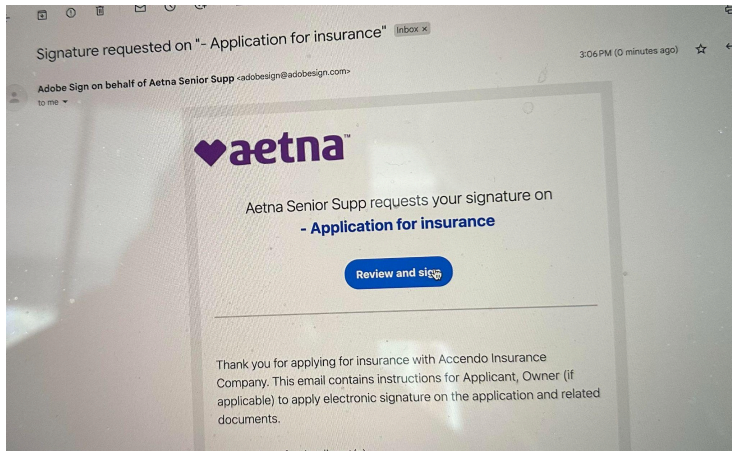 Signature requested on "- Application for insurance" Inbox ×
3:06 PM (0 minutes ago)
Adobe Sign on behalf of Aetna Senior Supp <adobesign@adobesign.com>
to me
aetna™
Aetna Senior Supp requests your signature on
- Application for insurance
Review and sign
Thank you for applying for insurance with Accendo Insurance
Company. This email contains instructions for Applicant, Owner (if
applicable) to apply electronic signature on the application and related
documents.